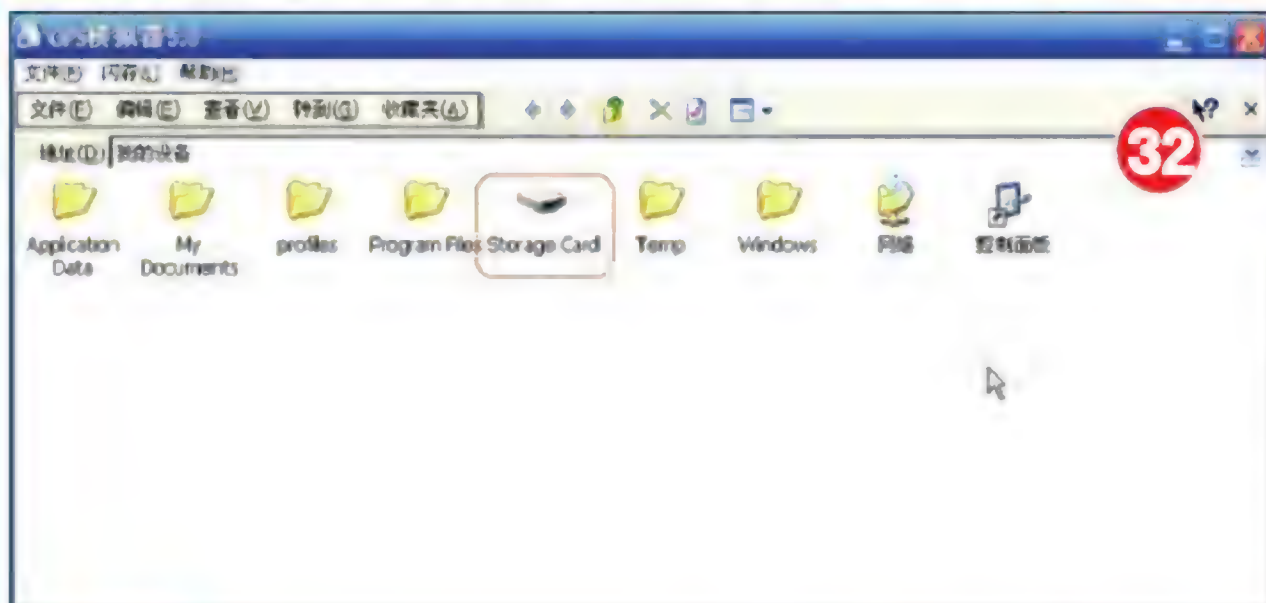 GPS模拟器5.0
文件(F) 闪存(L) 帮助(H)
文件(F) 编辑(E) 查看(V) 转到(G) 收藏夹(A)
32
地址(D) 我的设备
Application Data
My Documents
profiles
Program Files
Storage Card
Temp
Windows
网络
控制面板